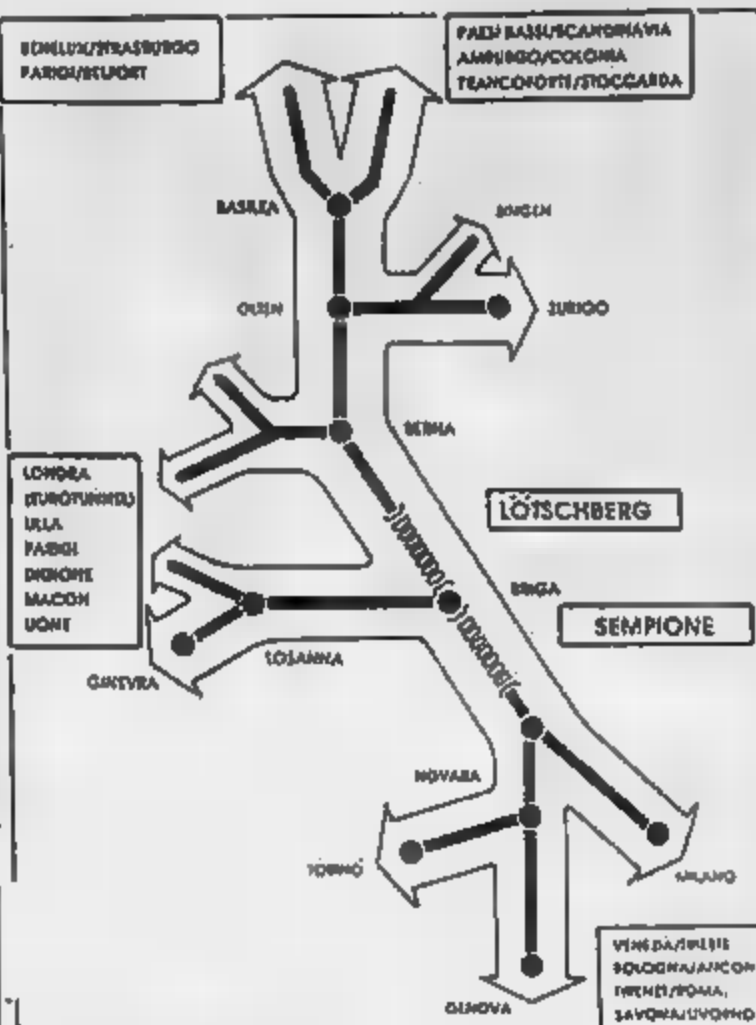 BENELUX/STRASBURGO
PARIGI/BELFORT
PAESI BASSI/SCANDINAVIA
AMBURGO/COLONIA
FRANCOFORTE/STOCCARDA
BASILEA
SINGEN
OLTEN
ZURIGO
BERNA
LONDRA
(EUROTUNNEL)
LILLA
PARIGI
DIGIONE
MACON
LIONE
LÖTSCHBERG
BRIGA
SEMPIONE
LOSANNA
GINEVRA
NOVARA
TORINO
MILANO
GENOVA
VENEZIA/TRIESTE
BOLOGNA/ANCON
FIRENZE/ROMA,
SAVONA/LIVORNO